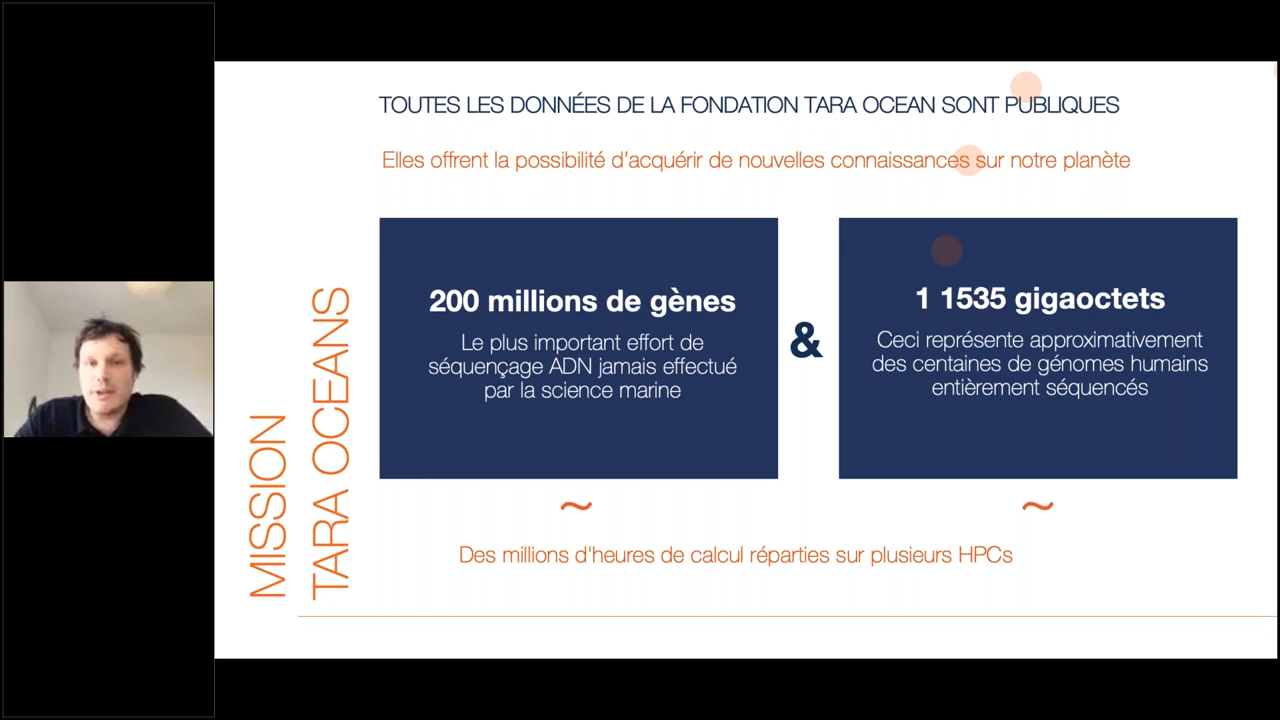 TOUTES LES DONNÉES DE LA FONDATION TARA OCEAN SONT PUBLIQUES
Elles offrent la possibilité d'acquérir de nouvelles connaissances sur notre planète
MISSION
TARA OCEANS
200 millions de gènes
Le plus important effort de
séquençage ADN jamais effectué
par la science marine
&
1 1535 gigaoctets
Ceci représente approximativement
des centaines de génomes humains
entièrement séquencés
~
~
Des millions d'heures de calcul réparties sur plusieurs HPCs